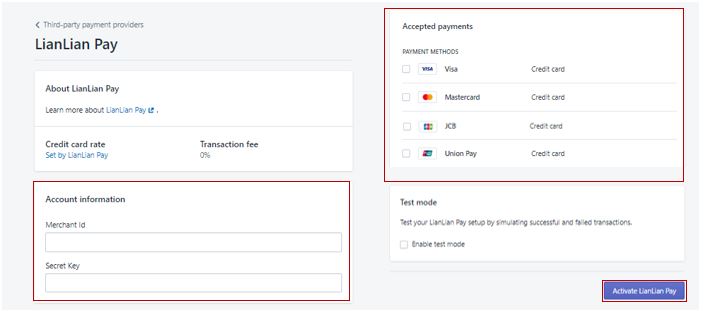 Third-party payment providers
LianLian Pay
About LianLian Pay
Learn more about LianLian Pay .
Credit card rate Transaction fee
Set by LianLian Pay 0%
Account information
Merchant Id
Secret Key
Accepted payments
PAYMENT METHODS
VISA Visa Credit card
Mastercard Credit card
JCB Credit card
Union Pay Credit card
Test mode
Test your LianLian Pay setup by simulating successful and failed transactions.
Enable test mode
Activate LianLian Pay